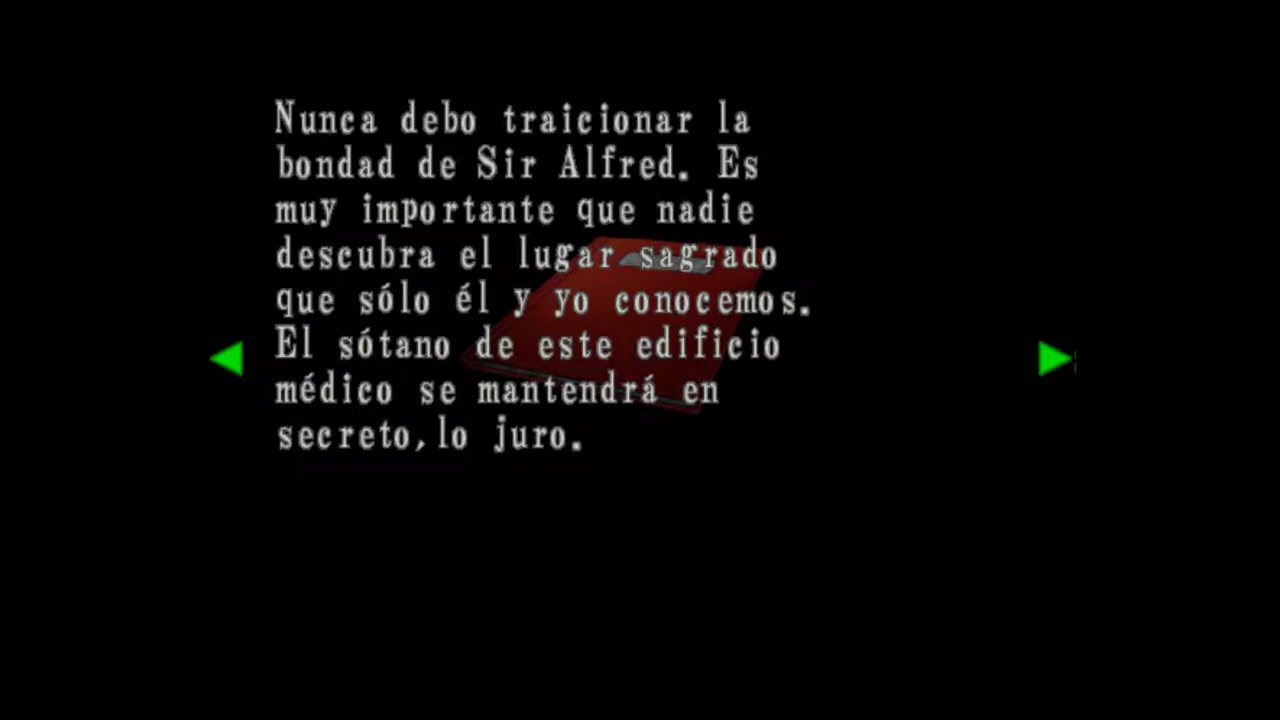 Nunca debo traicionar la
bondad de Sir Alfred. Es
muy importante que nadie
descubra el lugar sagrado
que sólo él y yo conocemos.
El sótano de este edificio
médico se mantendrá en
secreto,lo juro.